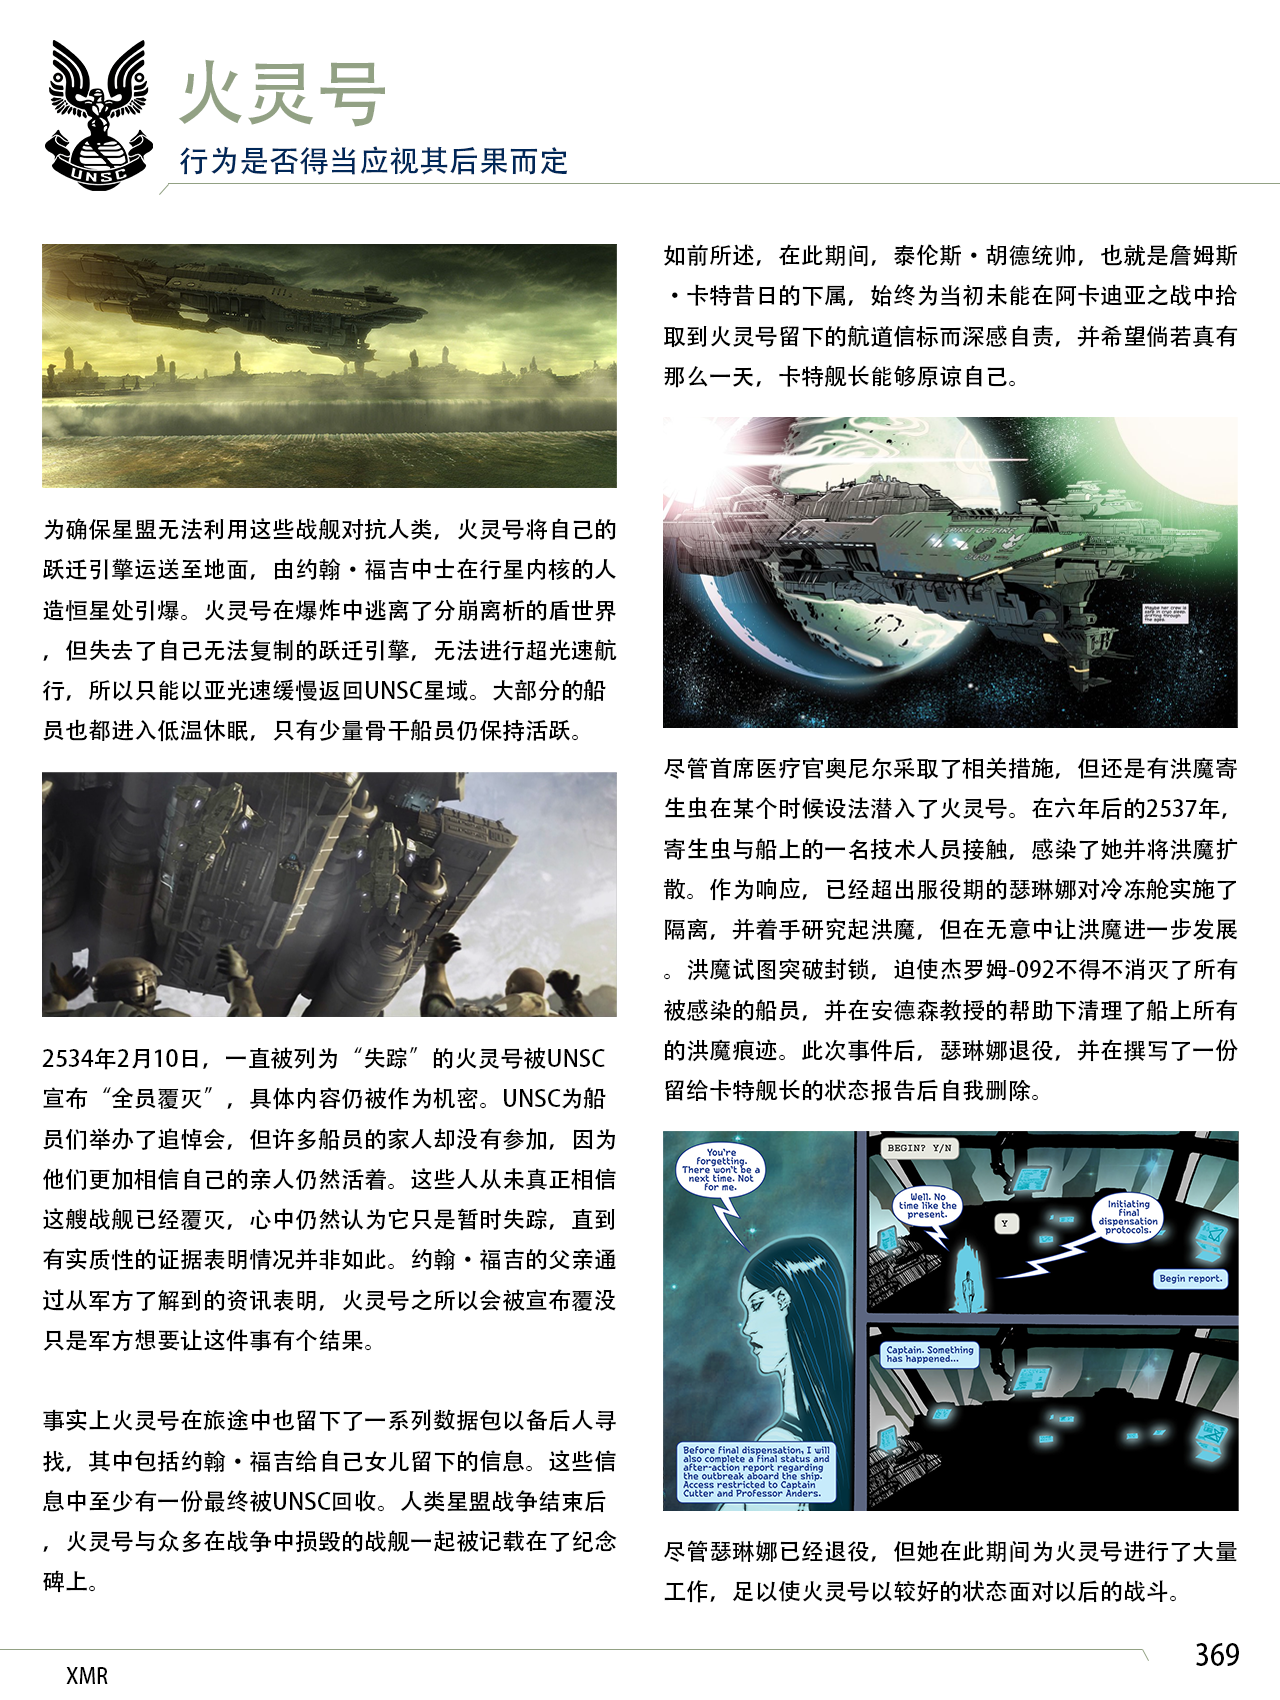 UNSC
火灵号
行为是否得当应视其后果而定
为确保星盟无法利用这些战舰对抗人类，火灵号将自己的
跃迁引擎运送至地面，由约翰・福吉中士在行星内核的人
造恒星处引爆。火灵号在爆炸中逃离了分崩离析的盾世界
，但失去了自己无法复制的跃迁引擎，无法进行超光速航
行，所以只能以亚光速缓慢返回UNSC星域。大部分的船
员也都进入低温休眠，只有少量骨干船员仍保持活跃。
2534年2月10日，一直被列为“失踪”的火灵号被UNSC
宣布“全员覆灭”，具体内容仍被作为机密。UNSC为船
员们举办了追悼会，但许多船员的家人却没有参加，因为
他们更加相信自己的亲人仍然活着。这些人从未真正相信
这艘战舰已经覆灭，心中仍然认为它只是暂时失踪，直到
有实质性的证据表明情况并非如此。约翰・福吉的父亲通
过从军方了解到的资讯表明，火灵号之所以会被宣布覆没
只是军方想要让这件事有个结果。
事实上火灵号在旅途中也留下了一系列数据包以备后人寻
找，其中包括约翰・福吉给自己女儿留下的信息。这些信
息中至少有一份最终被UNSC回收。人类星盟战争结束后
，火灵号与众多在战争中损毁的战舰一起被记载在了纪念
碑上。
如前所述，在此期间，泰伦斯・胡德统帅，也就是詹姆斯
・卡特昔日的下属，始终为当初未能在阿卡迪亚之战中拾
取到火灵号留下的航道信标而深感自责，并希望倘若真有
那么一天，卡特舰长能够原谅自己。
Maybe her crew is
safe in cryo sleep,
drifting through
the ages.
尽管首席医疗官奥尼尔采取了相关措施，但还是有洪魔寄
生虫在某个时候设法潜入了火灵号。在六年后的2537年，
寄生虫与船上的一名技术人员接触，感染了她并将洪魔扩
散。作为响应，已经超出服役期的瑟琳娜对冷冻舱实施了
隔离，并着手研究起洪魔，但在无意中让洪魔进一步发展
。洪魔试图突破封锁，迫使杰罗姆-092不得不消灭了所有
被感染的船员，并在安德森教授的帮助下清理了船上所有
的洪魔痕迹。此次事件后，瑟琳娜退役，并在撰写了一份
留给卡特舰长的状态报告后自我删除。
You're
forgetting.
There won't be a
next time. Not
for me.
Before final dispensation, I will
also complete a final status and
after-action report regarding
the outbreak aboard the ship.
Access restricted to Captain
Cutter and Professor Anders.
BEGIN? Y/N
Well. No
time like the
present.
Y
Initiating
final
dispensation
protocols.
Begin report.
Captain. Something
has happened...
尽管瑟琳娜已经退役，但她在此期间为火灵号进行了大量
工作，足以使火灵号以较好的状态面对以后的战斗。
XMR
369